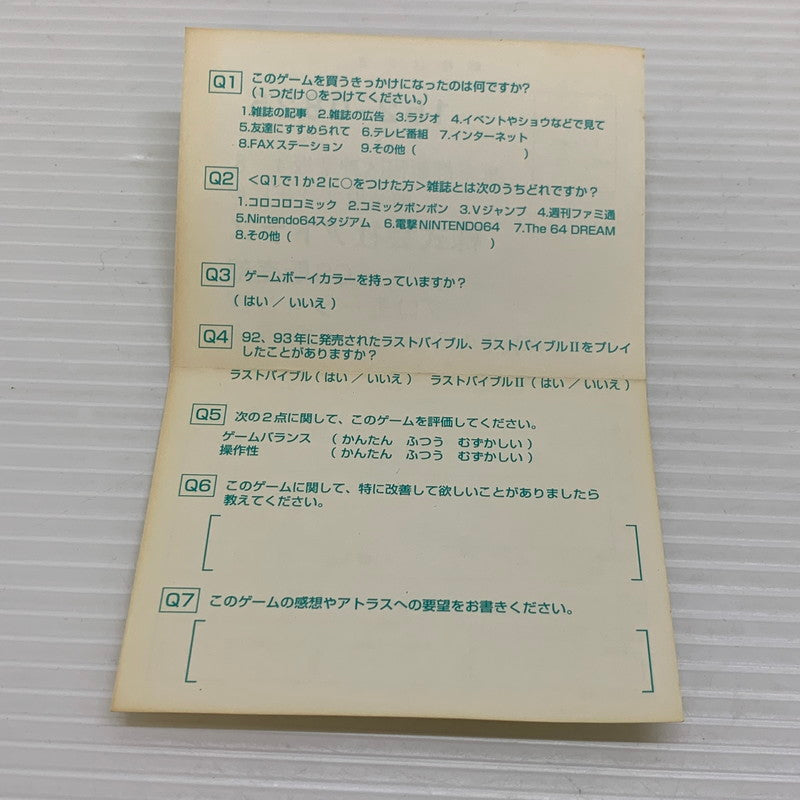 Q1 このゲームを買うきっかけになったのは何ですか?
(1つだけ○をつけてください。)
1.雑誌の記事 2.雑誌の広告 3.ラジオ 4.イベントやショウなどで見て
5.友達にすすめられて 6.テレビ番組 7.インターネット
8.FAXステーション 9.その他( )
Q2 <Q1で1か2に○をつけた方>雑誌とは次のうちどれですか?
1.コロコロコミック 2.コミックボンボン 3.Vジャンプ 4.週刊ファミ通
5.Nintendo64スタジアム 6.電撃NINTENDO64 7.The 64 DREAM
8.その他( )
Q3 ゲームボーイカラーを持っていますか?
(はい/いいえ)
Q4 92、93年に発売されたラストバイブル、ラストバイブルⅡをプレイ
したことがありますか?
ラストバイブル(はい/いいえ) ラストバイブルⅡ(はい/いいえ)
Q5 次の2点に関して、このゲームを評価してください。
ゲームバランス (かんたん ふつう むずかしい)
操作性 (かんたん ふつう むずかしい)
Q6 このゲームに関して、特に改善して欲しいことがありましたら
教えてください。
Q7 このゲームの感想やアトラスへの要望をお書きください。